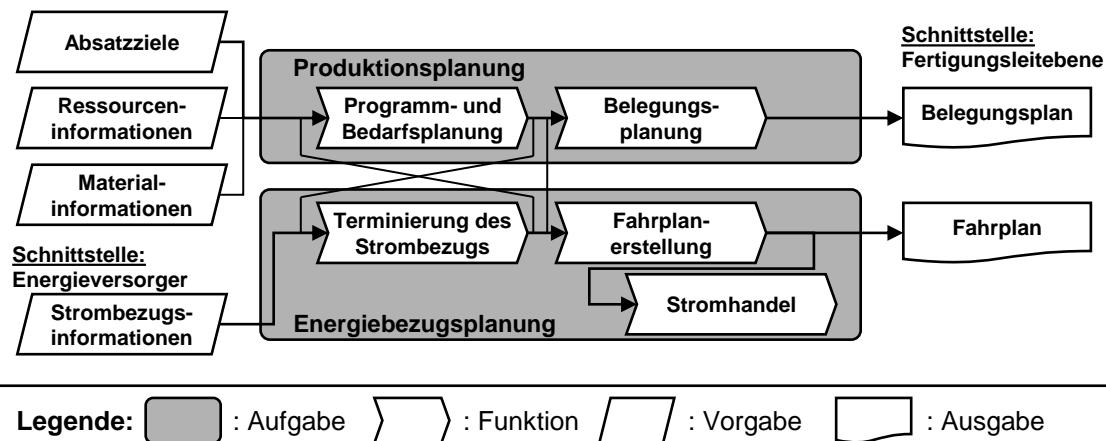 Absatzziele
Ressourcen-
informationen
Material-
informationen
Schnittstelle:
Energieversorger
Strombezugs-
informationen
Produktionsplanung
Programm- und
Bedarfsplanung
Belegungs-
planung
Terminierung des
Strombezugs
Fahrplan-
erstellung
Stromhandel
Energiebezugsplanung
Schnittstelle:
Fertigungsleitebene
Belegungsplan
Fahrplan
Legende: : Aufgabe : Funktion : Vorgabe : Ausgabe